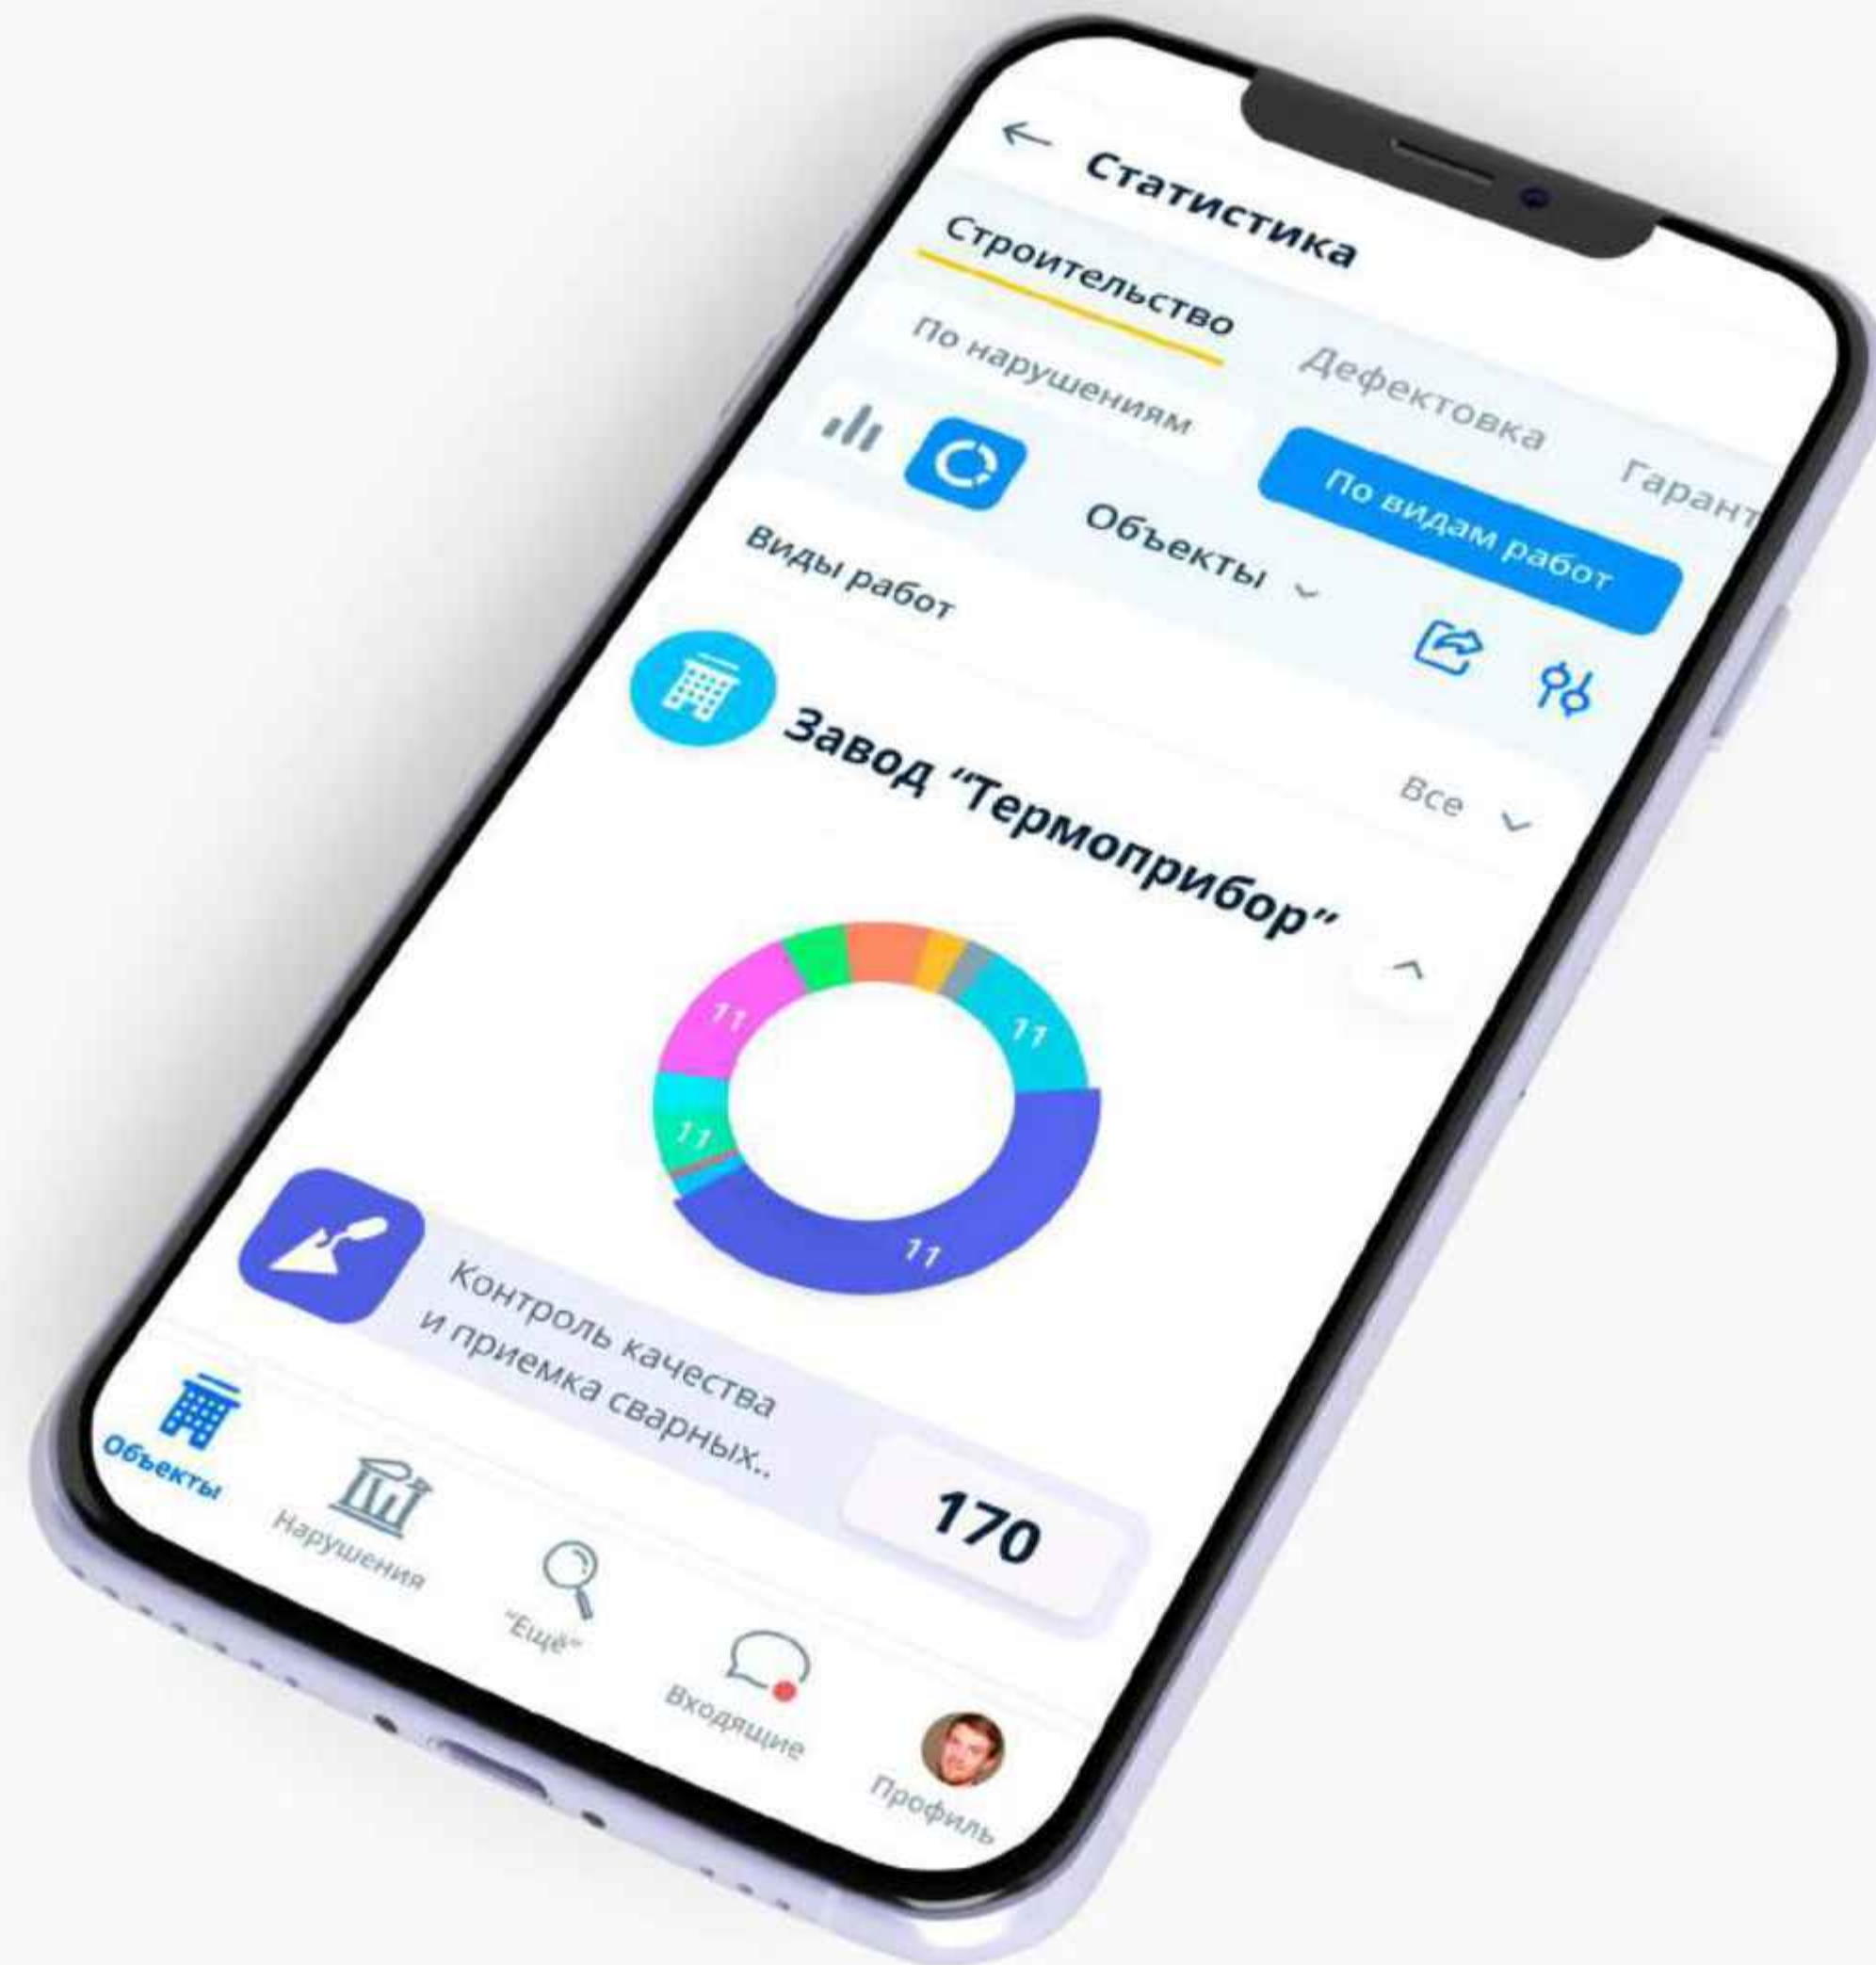 Статистика
Строительство
Дефектовка
Гарант
По нарушениям
По видам работ
Объекты
Виды работ
Все
Завод “Термоприбор”
11
11
11
11
Контроль качества
и приемка сварных..
170
Объекты
Нарушения
“Ещё”
Входящие
Профиль